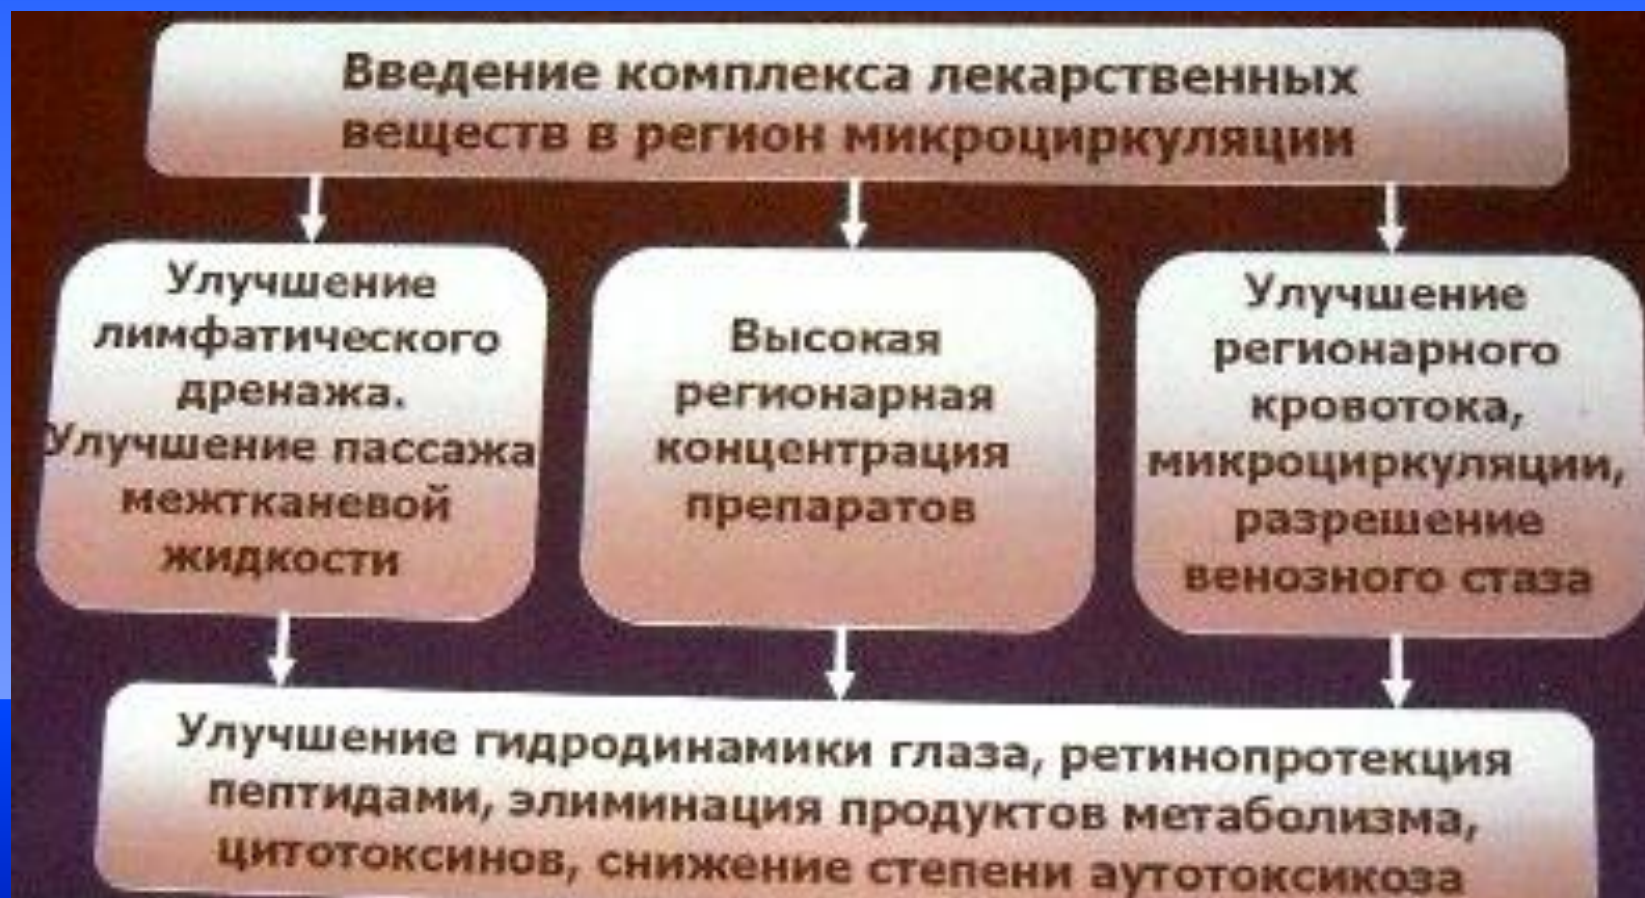 Введение комплекса лекарственных
веществ в регион микроциркуляции
Улучшение
лимфатического
дренажа.
Улучшение пассажа
межтканевой
жидкости
Высокая
регионарная
концентрация
препаратов
Улучшение
регионарного
кровотока,
микроциркуляции,
разрешение
венозного стаза
Улучшение гидродинамики глаза, ретинопротекция
пептидами, элиминация продуктов метаболизма,
цитотоксинов, снижение степени аутотоксикоза